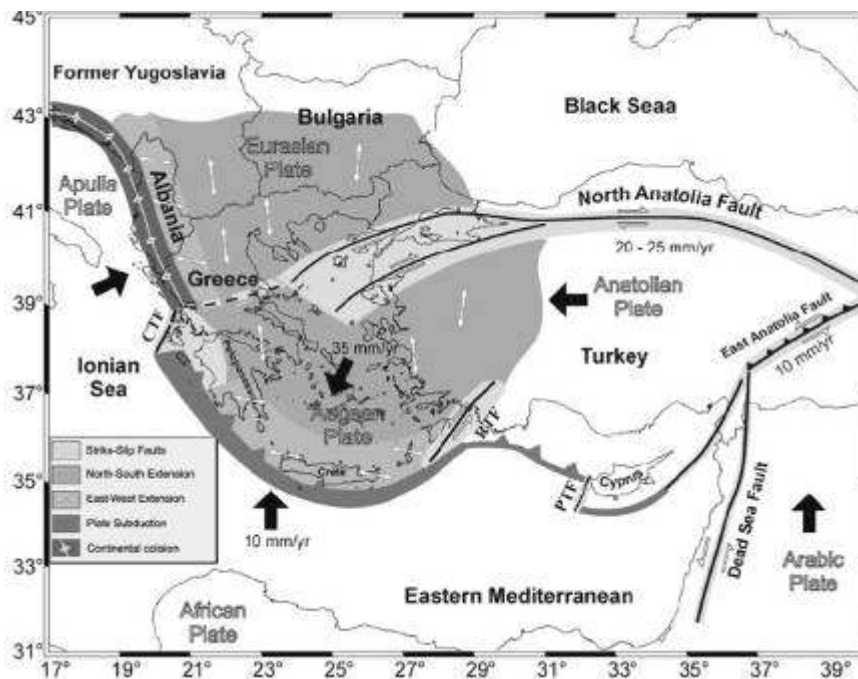 Former Yugoslavia
Bulgaria
Black Seaa
Eurasian
Plate
Apulia
Plate
Albania
North Anatolia Fault
20 - 25 mm/yr
Greece
Anatolian
Plate
CTF
35 mm/yr
East Anatolia Fault
10 mm/yr
Ionian
Sea
Turkey
Aegean
Plate
RTF
Strike-Slip Faults
North-South Extension
East-West Extension
Plate Subduction
Continental colision
Crete
Cyprus
PTF
10 mm/yr
Dead Sea Fault
Arabic
Plate
Eastern Mediterranean
African
Plate
45°
43°
41°
39°
37°
35°
33°
31°
17°
19°
21°
23°
25°
27°
29°
31°
33°
35°
37°
39°